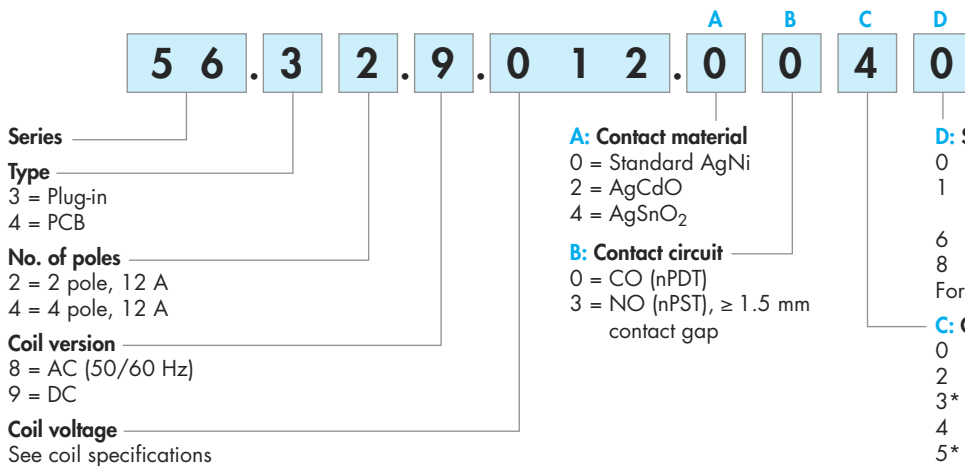 A B C D
5 6 . 3 2 . 9 . 0 1 2 . 0 0 4 0
Series
Type
3 = Plug-in
4 = PCB
No. of poles
2 = 2 pole, 12 A
4 = 4 pole, 12 A
Coil version
8 = AC (50/60 Hz)
9 = DC
Coil voltage
See coil specifications
A: Contact material
0 = Standard AgNi
2 = AgCdO
4 = AgSnO₂
B: Contact circuit
0 = CO (nPDT)
3 = NO (nPST), ≥ 1.5 mm
contact gap
D:
0
1
6
8
For
C:
0
2
3*
4
5*